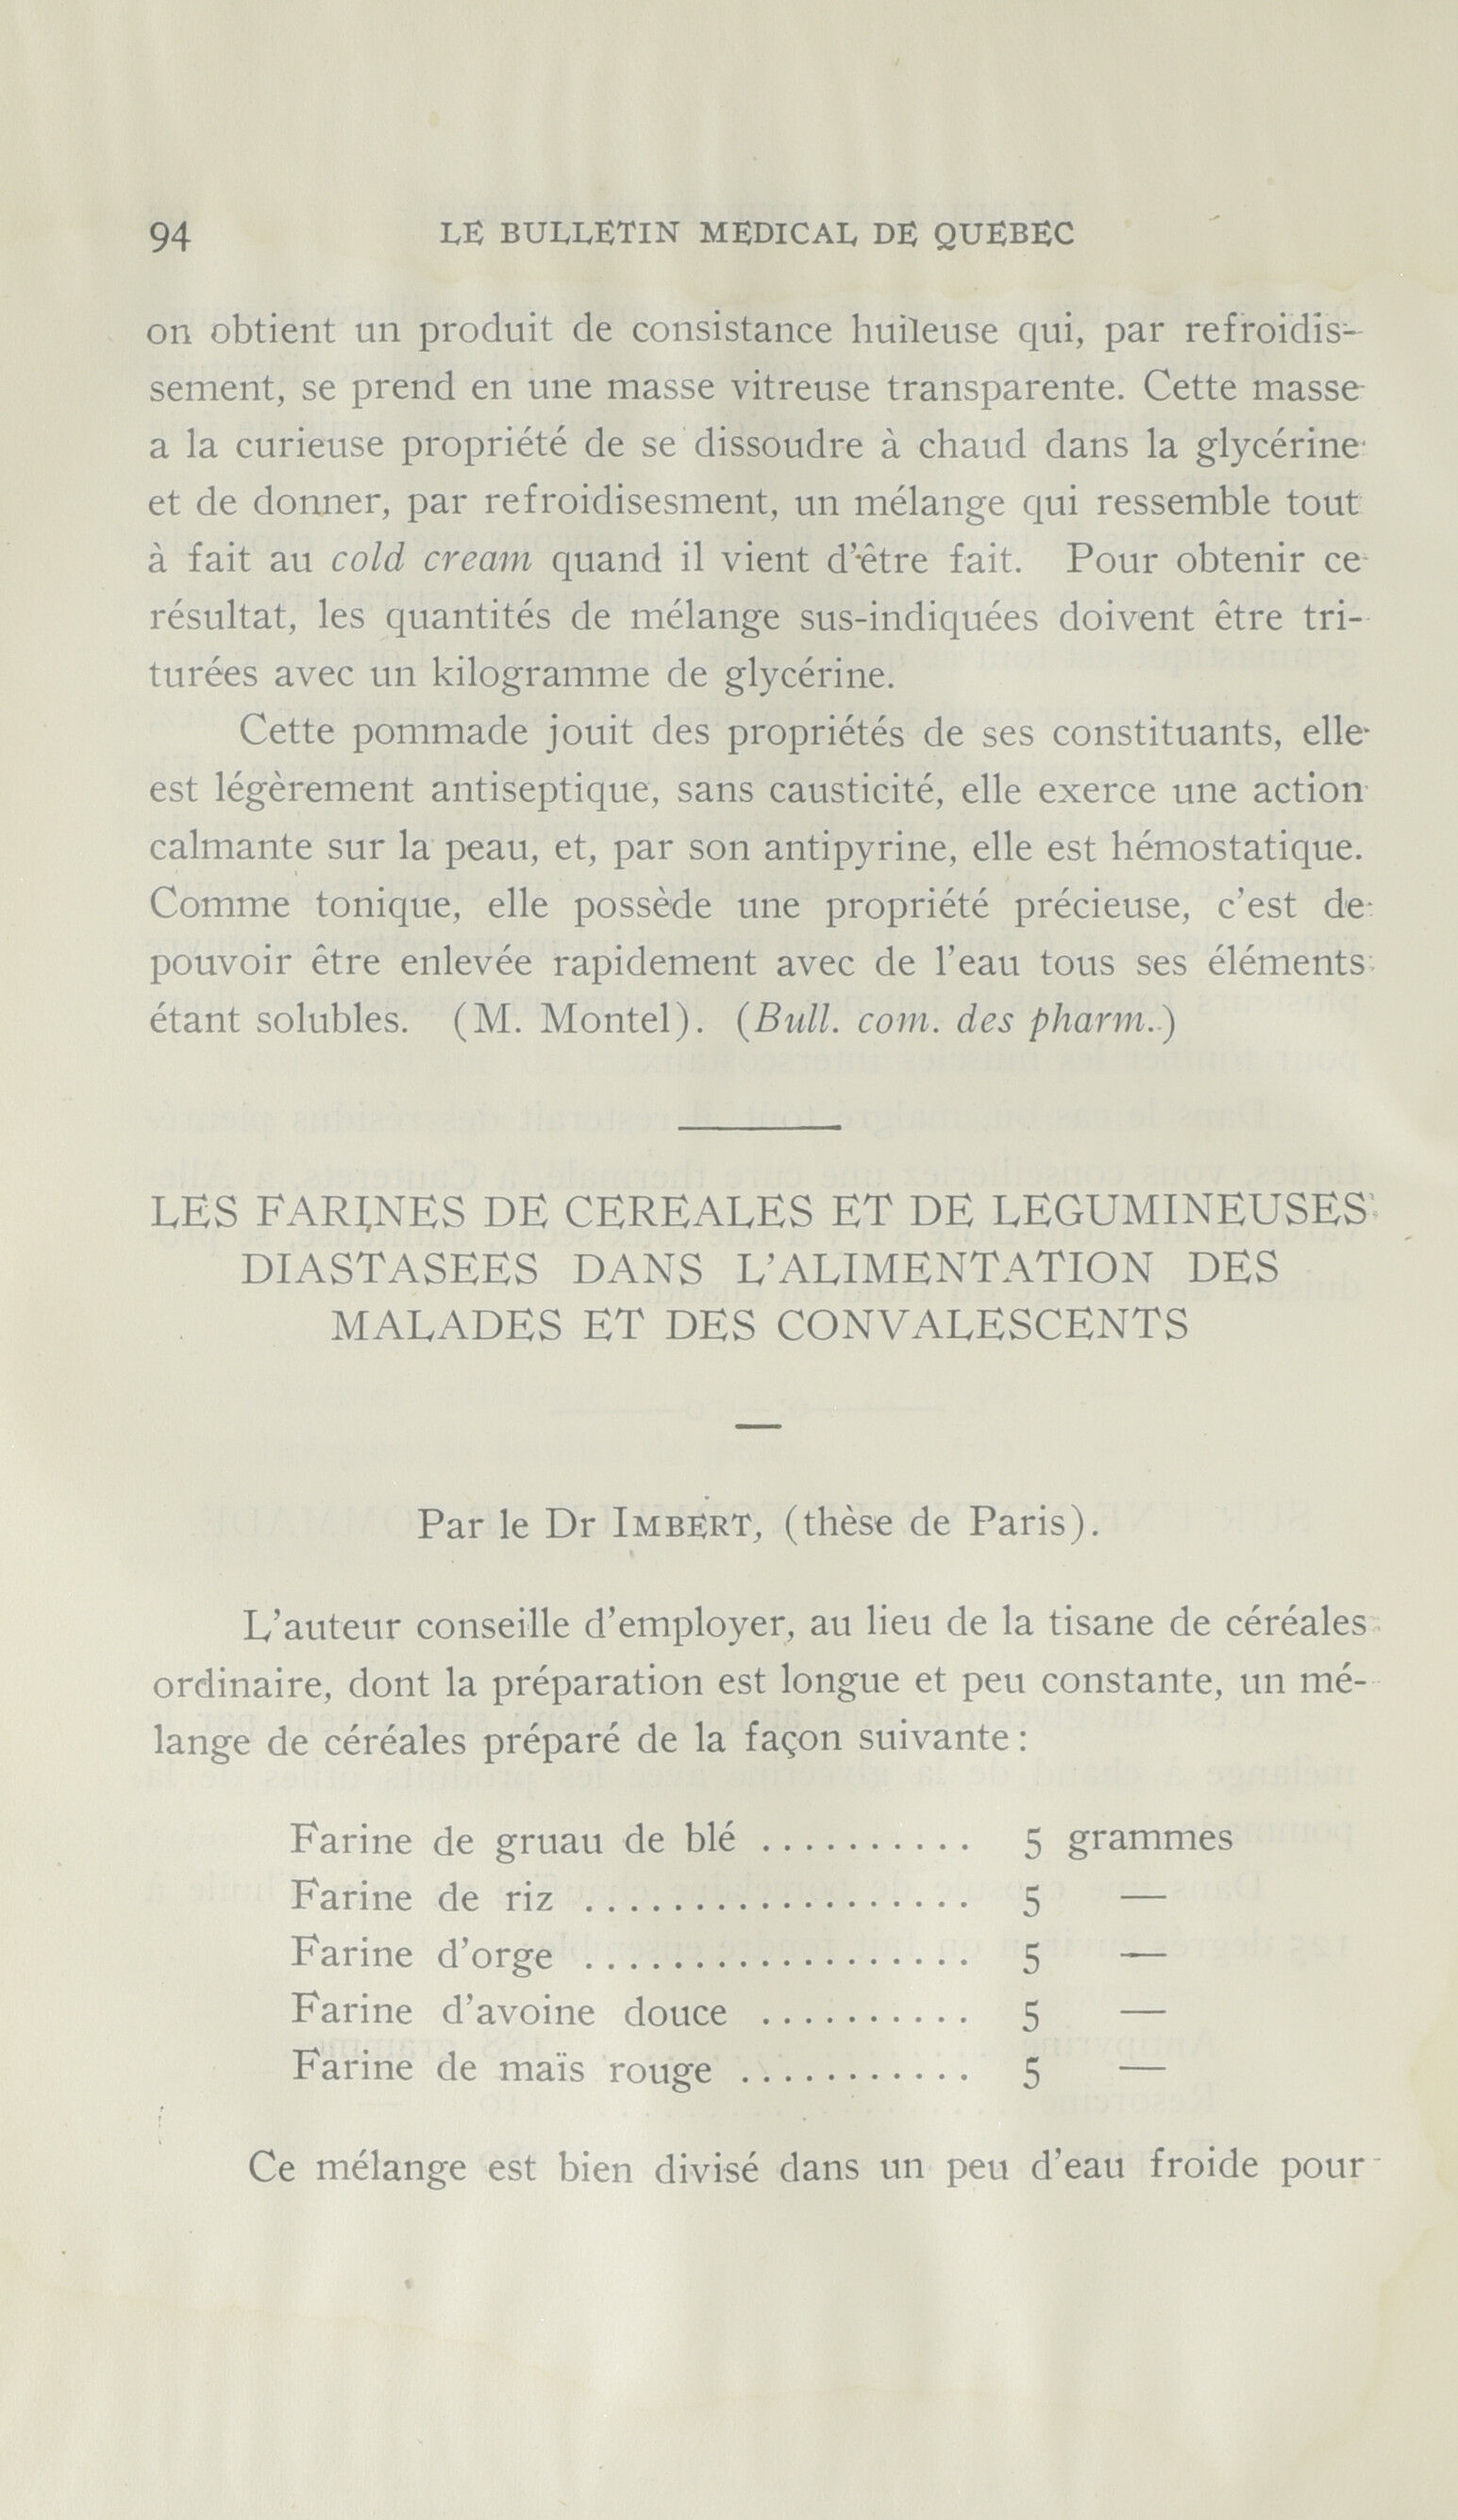 94 LE BULLETIN MEDICAL DE QUEBEC
on obtient un produit de consistance huileuse qui, par refroidis-
sement, se prend en une masse vitreuse transparente. Cette masse
a la curieuse propriété de se dissoudre à chaud dans la glycérine
et de donner, par refroidisesment, un mélange qui ressemble tout
à fait au cold cream quand il vient d'être fait. Pour obtenir ce
résultat, les quantités de mélange sus-indiquées doivent être tri-
turées avec un kilogramme de glycérine.
Cette pommade jouit des propriétés de ses constituants, elle
est légèrement antiseptique, sans causticité, elle exerce une action
calmante sur la peau, et, par son antipyrine, elle est hémostatique.
Comme tonique, elle possède une propriété précieuse, c'est de
pouvoir être enlevée rapidement avec de l'eau tous ses éléments
étant solubles. (M. Montel). (Bull. com. des pharm.)
LES FARINES DE CEREALES ET DE LEGUMINEUSES
DIASTASEES DANS L'ALIMENTATION DES
MALADES ET DES CONVALESCENTS
Par le Dr IMBERT, (thèse de Paris).
L'auteur conseille d'employer, au lieu de la tisane de céréales
ordinaire, dont la préparation est longue et peu constante, un mé-
lange de céréales préparé de la façon suivante :
Farine de gruau de blé .......... 5 grammes
Farine de riz .................. 5 —
Farine d'orge .................. 5 —
Farine d'avoine douce .......... 5 —
Farine de maïs rouge ........... 5 —
Ce mélange est bien divisé dans un peu d'eau froide pour